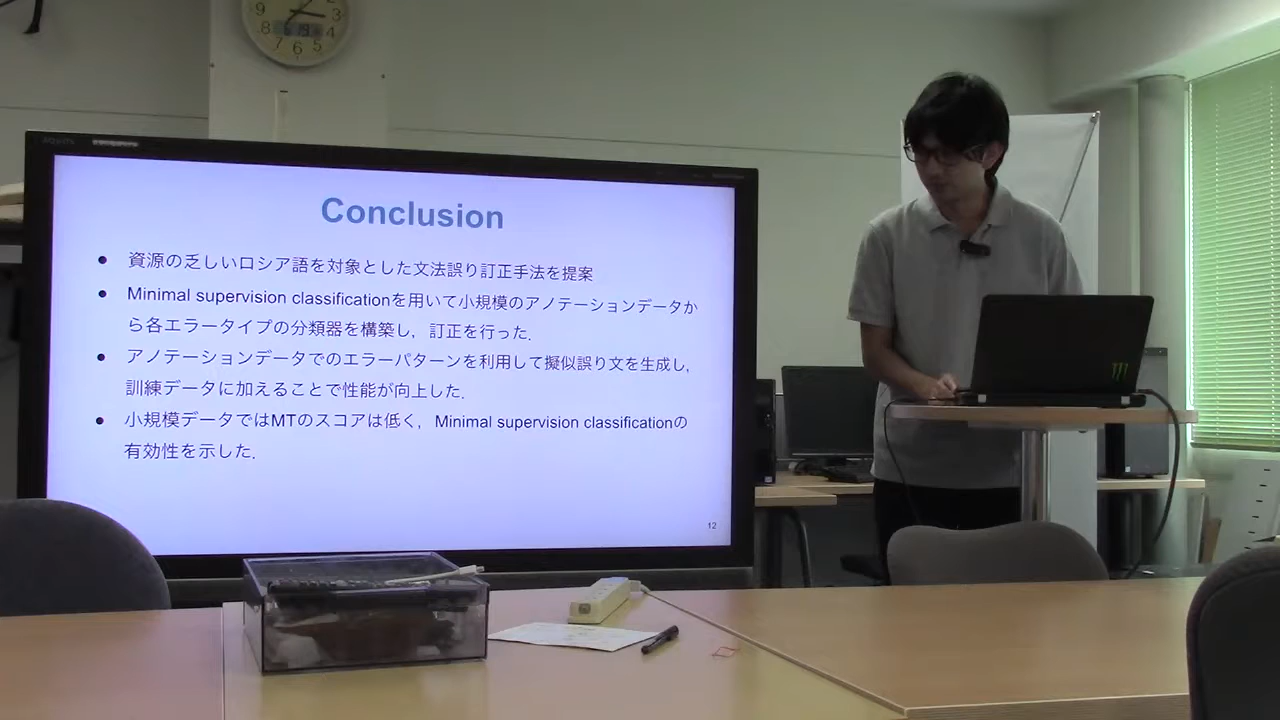 Conclusion
● 資源の乏しいロシア語を対象とした文法誤り訂正手法を提案
● Minimal supervision classificationを用いて小規模のアノテーションデータか
ら各エラータイプの分類器を構築し，訂正を行った．
● アノテーションデータでのエラーパターンを利用して擬似誤り文を生成し，
訓練データに加えることで性能が向上した．
● 小規模データではMTのスコアは低く，Minimal supervision classificationの
有効性を示した．
12